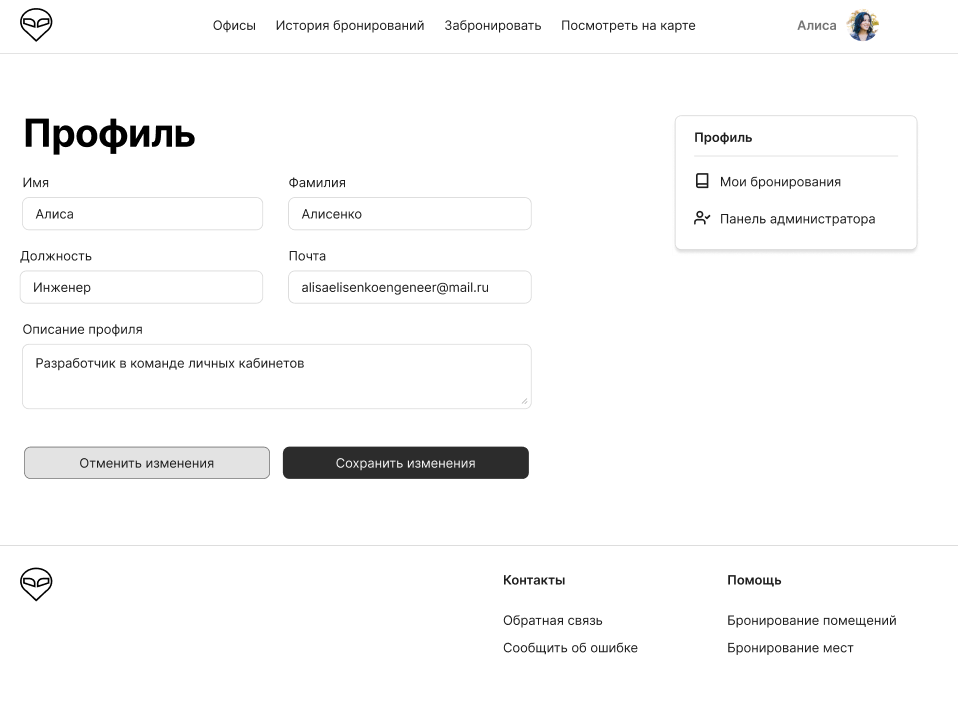 Офисы История бронирований Забронировать Посмотреть на карте Алиса
Профиль
Имя Фамилия
Алиса Алисенко
Должность Почта
Инженер alisaelisenkoengeneer@mail.ru
Описание профиля
Разработчик в команде личных кабинетов
Отменить изменения Сохранить изменения
Профиль
Мои бронирования
Панель администратора
Контакты Помощь
Обратная связь Бронирование помещений
Сообщить об ошибке Бронирование мест